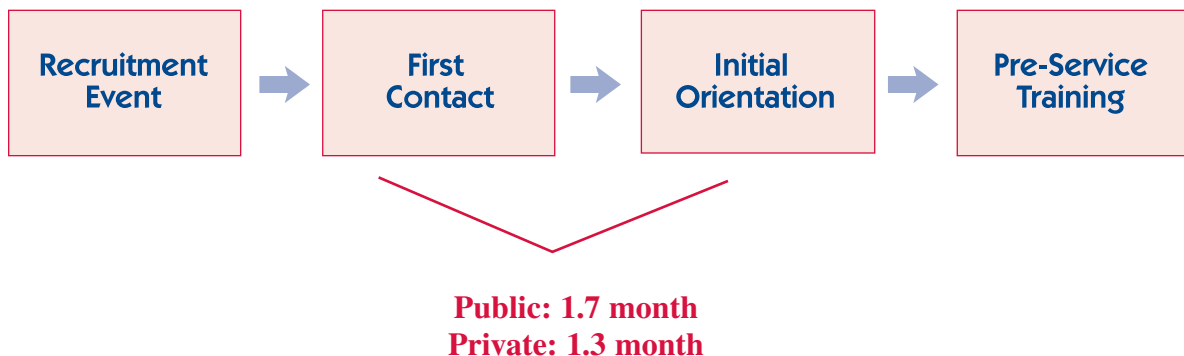 Recruitment
Event
First
Contact
Initial
Orientation
Pre-Service
Training
Public: 1.7 month
Private: 1.3 month